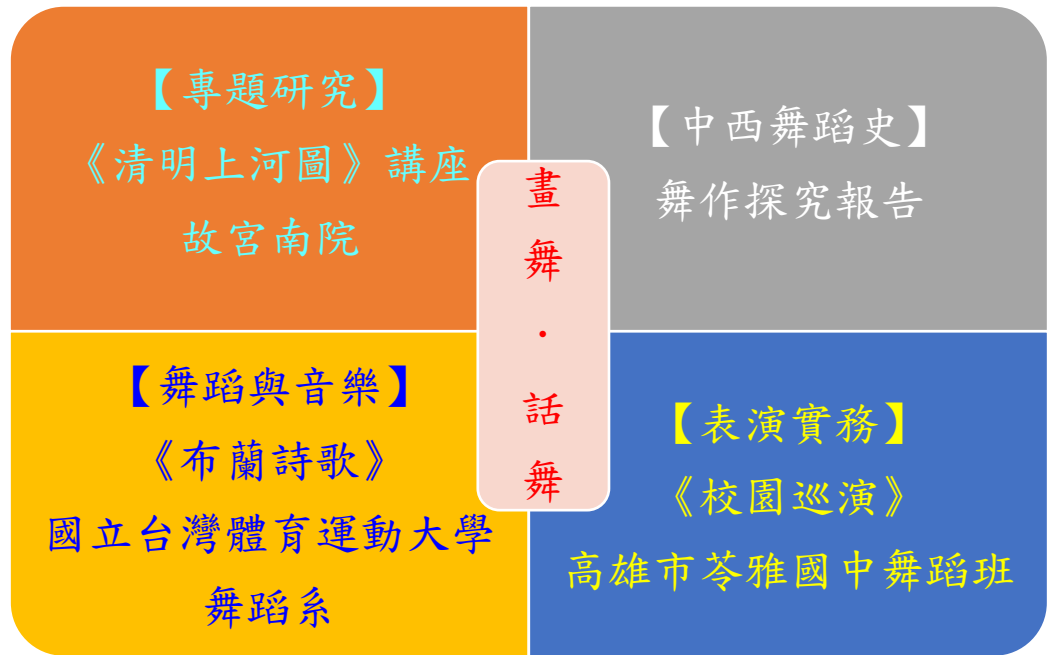 【專題研究】
《清明上河圖》講座
故宮南院
【中西舞蹈史】
舞作探究報告
畫
舞
·
話
舞
【舞蹈與音樂】
《布蘭詩歌》
國立台灣體育運動大學
舞蹈系
【表演實務】
《校園巡演》
高雄市苓雅國中舞蹈班